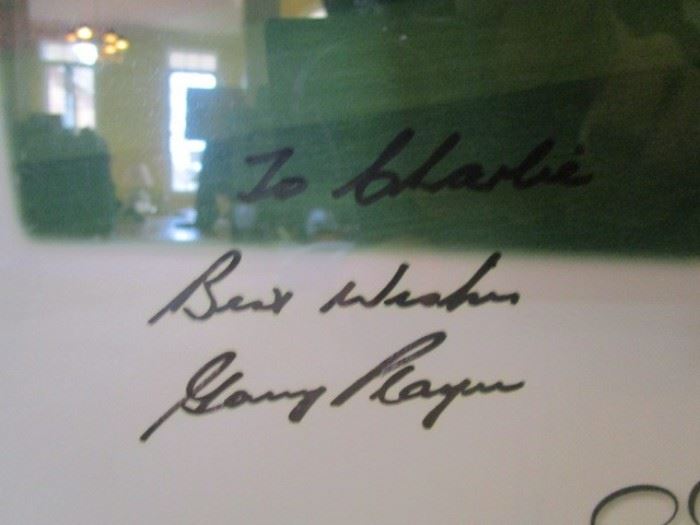 To Charlie
Best Wishes
Gary Player